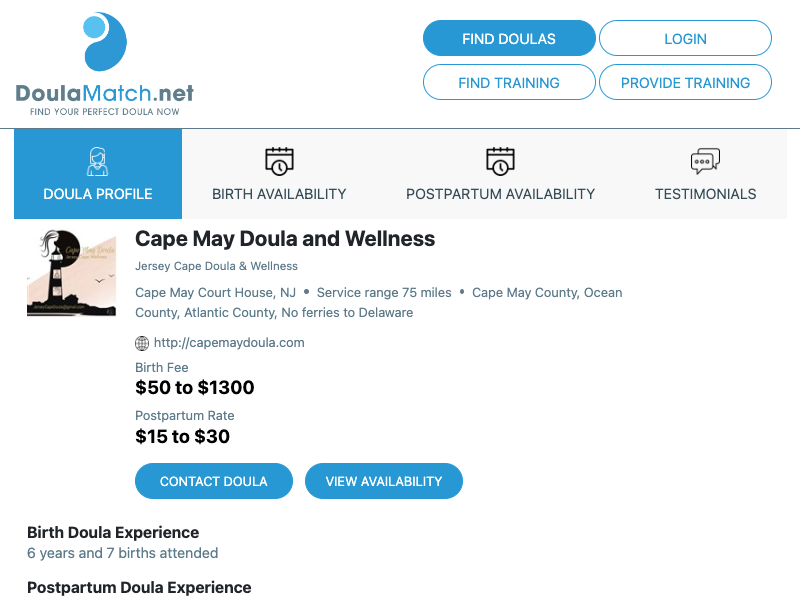 DoulaMatch.net
FIND YOUR PERFECT DOULA NOW
FIND DOULAS
LOGIN
FIND TRAINING
PROVIDE TRAINING
DOULA PROFILE
BIRTH AVAILABILITY
POSTPARTUM AVAILABILITY
TESTIMONIALS
Cape May Doula and Wellness
Jersey Cape Doula & Wellness
Cape May Court House, NJ • Service range 75 miles • Cape May County, Ocean
County, Atlantic County, No ferries to Delaware
http://capemaydoula.com
Birth Fee
$50 to $1300
Postpartum Rate
$15 to $30
CONTACT DOULA
VIEW AVAILABILITY
Birth Doula Experience
6 years and 7 births attended
Postpartum Doula Experience